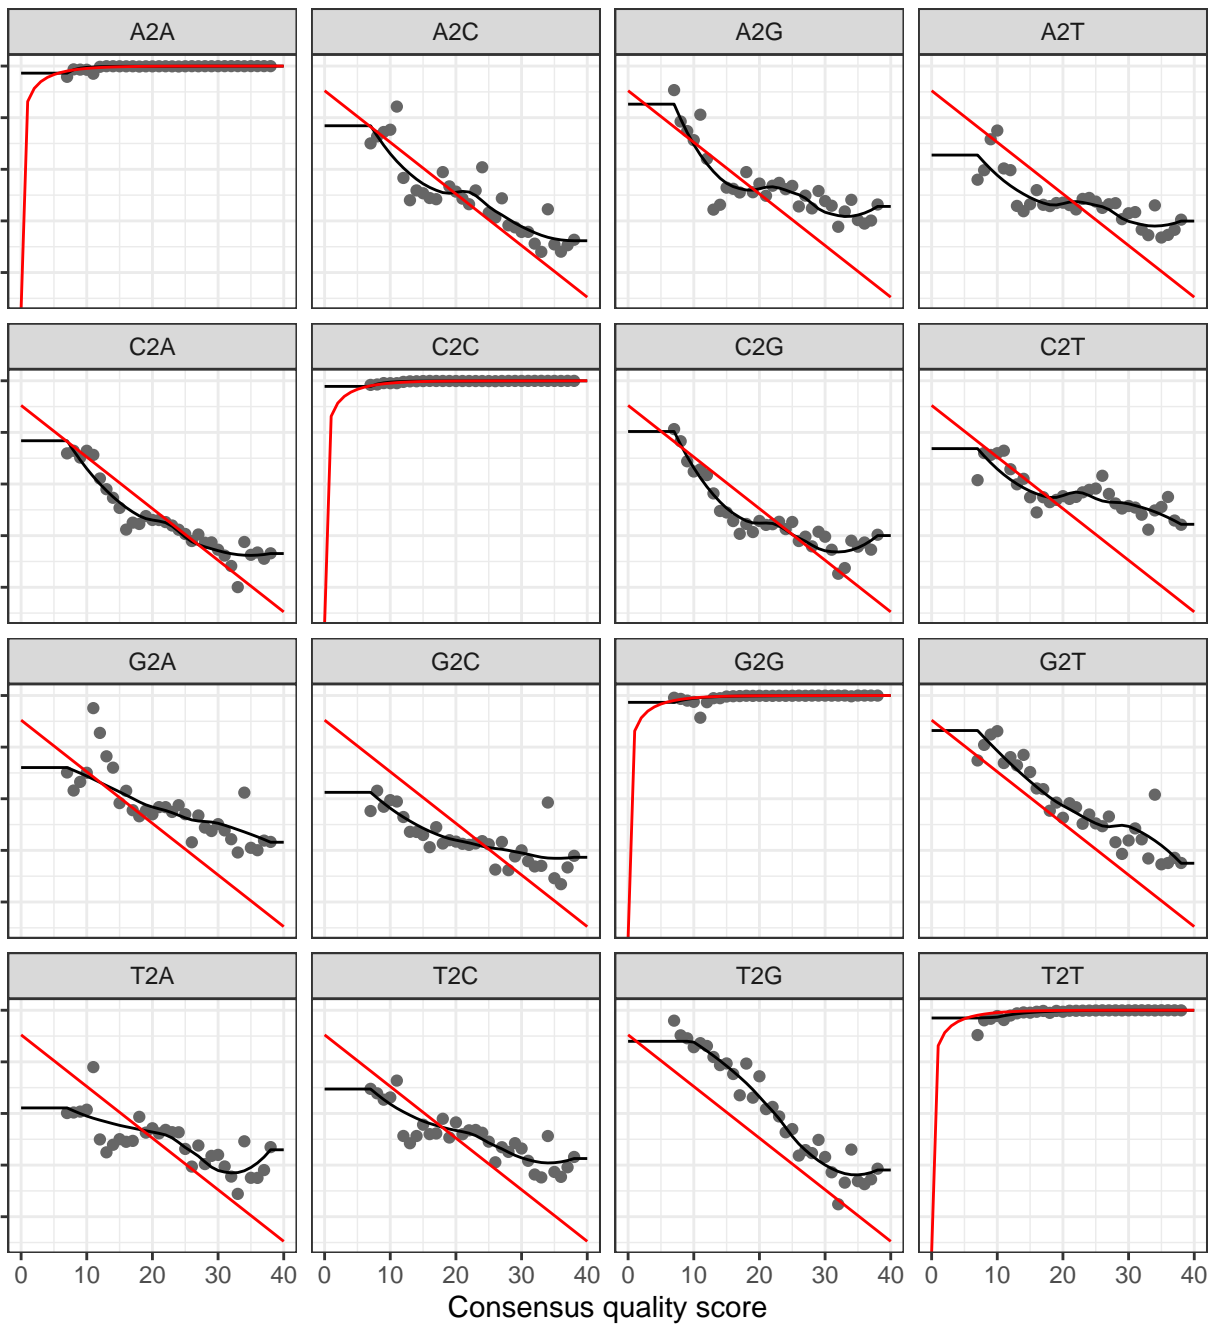 A2A A2C A2G A2T
C2A C2C C2G C2T
G2A G2C G2G G2T
T2A T2C T2G T2T
0 10 20 30 40 0 10 20 30 40 0 10 20 30 40 0 10 20 30 40
Consensus quality score